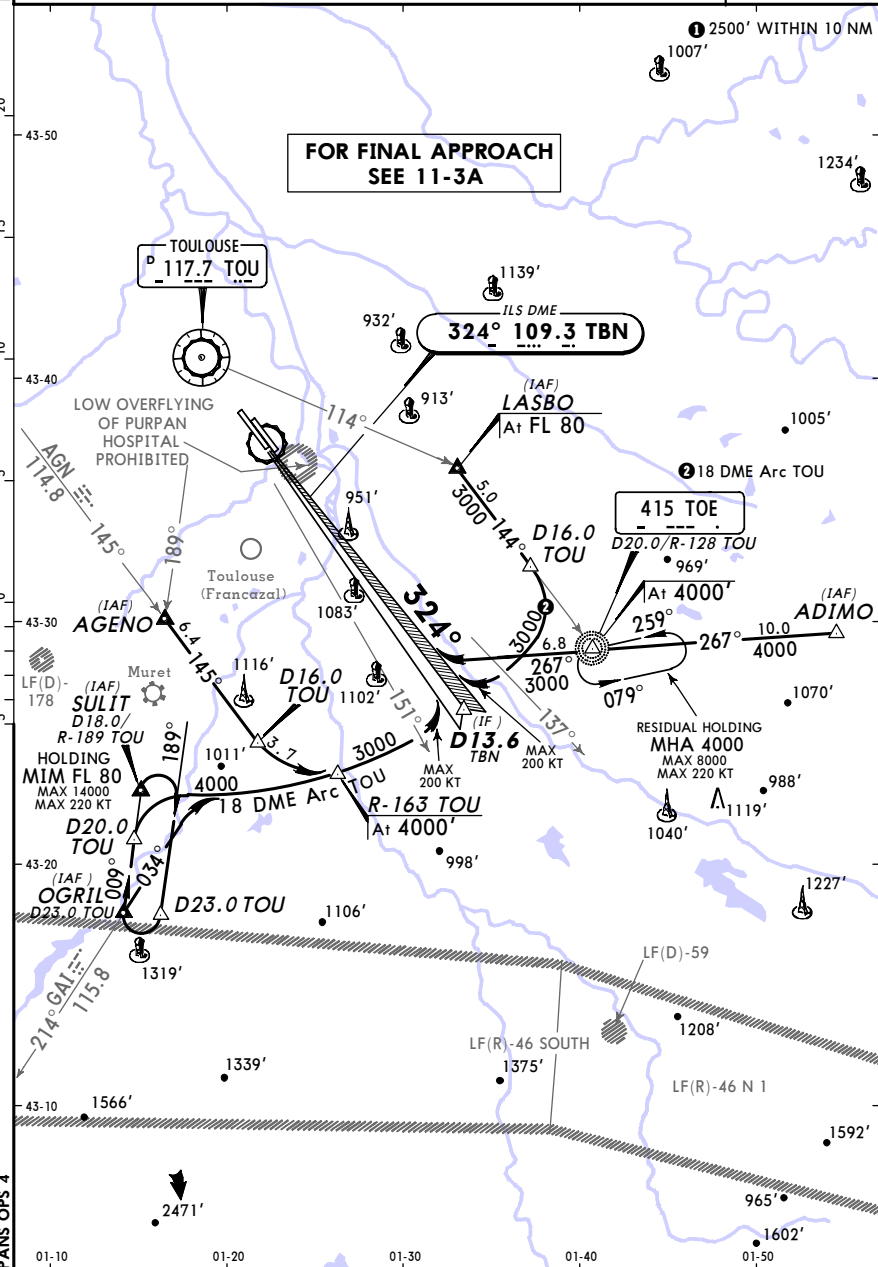 ❶ 2500' WITHIN 10 NM
1007'
43-50
FOR FINAL APPROACH
SEE 11-3A
1234'
TOULOUSE
D 117.7 TOU
1139'
ILS DME
324° 109.3 TBN
932'
43-40
913'
114°
(IAF)
LASBO
At FL 80
LOW OVERFLYING
OF PURPAN
HOSPITAL
PROHIBITED
1005'
AGN
114.8
❷ 18 DME Arc TOU
5.0
3000
951'
415 TOE
D20.0/R-128 TOU
145°
189°
144°
D16.0
TOU
969'
Toulouse
(Francazal)
At 4000'
1083'
324°
❷
(IAF)
ADIMO
43-30
(IAF)
AGENO
6.4
3000
259°
6.8
267°
3000
267°
10.0
4000
079°
LF(D)-
178
Muret
145°
1116'
D16.0
TOU
1102'
151°
137°
1070'
(IAF)
SULIT
D18.0/
R-189 TOU
189°
(IF)
D13.6
TBN
MAX
200 KT
RESIDUAL HOLDING
MHA 4000
MAX 8000
MAX 220 KT
HOLDING
MIM FL 80
MAX 14000
MAX 220 KT
1011'
3.7
3000
MAX
200 KT
4000
18 DME Arc TOU
988'
1119'
R-163 TOU
At 4000'
1040'
D20.0
TOU
998'
43-20
009°
034°
(IAF)
OGRIL
D23.0 TOU
D23.0 TOU
1227'
1106'
1319'
LF(D)-59
GAI
115.8
214°
1208'
LF(R)-46 SOUTH
1339'
1375'
LF(R)-46 N 1
43-10
1566'
1592'
PANS OPS 4
2471'
965'
1602'
01-10
01-20
01-30
01-40
01-50